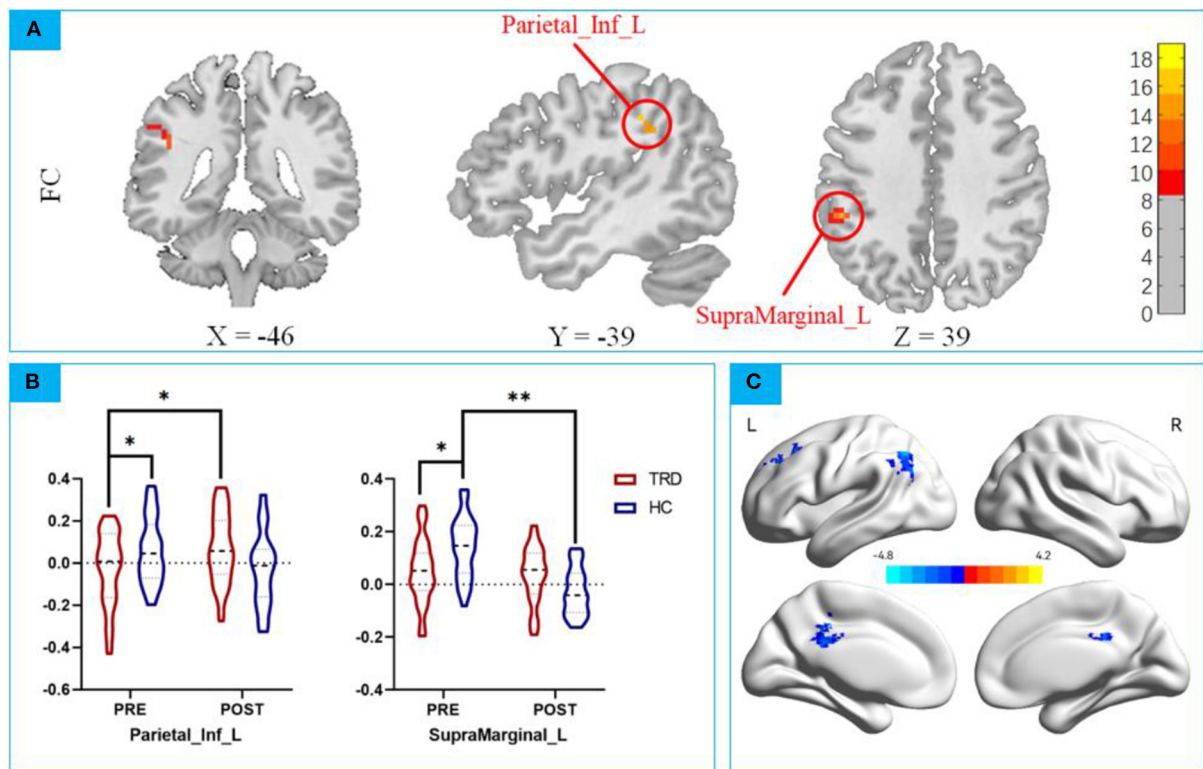 A
Parietal_Inf_L
FC
SupraMarginal_L
18
16
14
12
10
8
6
4
2
0
X = -46
Y = -39
Z = 39
B
*
*
0.4
0.2
0.0
-0.2
-0.4
-0.6
PRE
POST
Parietal_Inf_L
**
*
0.4
0.2
0.0
-0.2
-0.4
PRE
POST
SupraMarginal_L
TRD
HC
C
L
R
-4.8
4.2